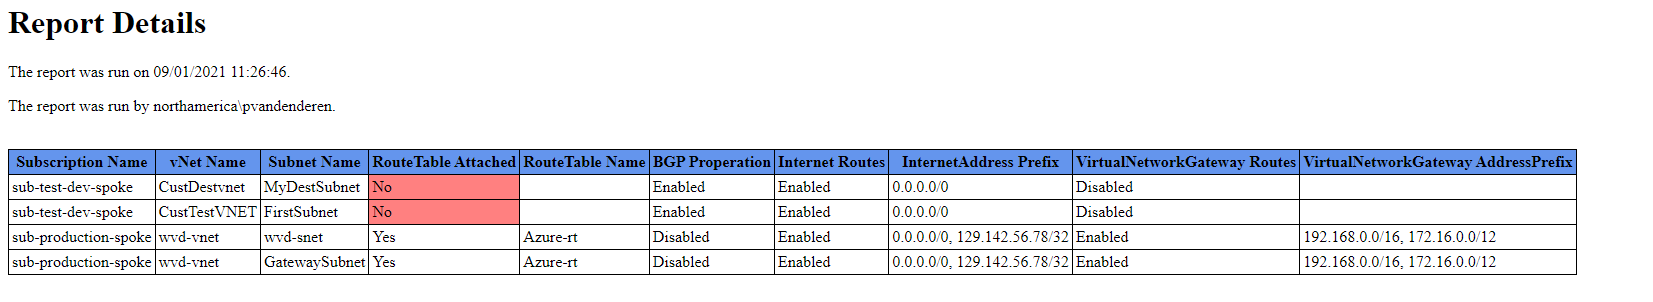 Report Details
The report was run on 09/01/2021 11:26:46.
The report was run by northamerica\pvandenderen.
Subscription Name vNet Name Subnet Name RouteTable Attached RouteTable Name BGP Properation Internet Routes InternetAddress Prefix VirtualNetworkGateway Routes VirtualNetworkGateway AddressPrefix
sub-test-dev-spoke CustDestvnet MyDestSubnet No Enabled Enabled 0.0.0.0/0 Disabled
sub-test-dev-spoke CustTestVNET FirstSubnet No Enabled Enabled 0.0.0.0/0 Disabled
sub-production-spoke wvd-vnet wvd-snet Yes Azure-rt Disabled Enabled 0.0.0.0/0, 129.142.56.78/32 Enabled 192.168.0.0/16, 172.16.0.0/12
sub-production-spoke wvd-vnet GatewaySubnet Yes Azure-rt Disabled Enabled 0.0.0.0/0, 129.142.56.78/32 Enabled 192.168.0.0/16, 172.16.0.0/12